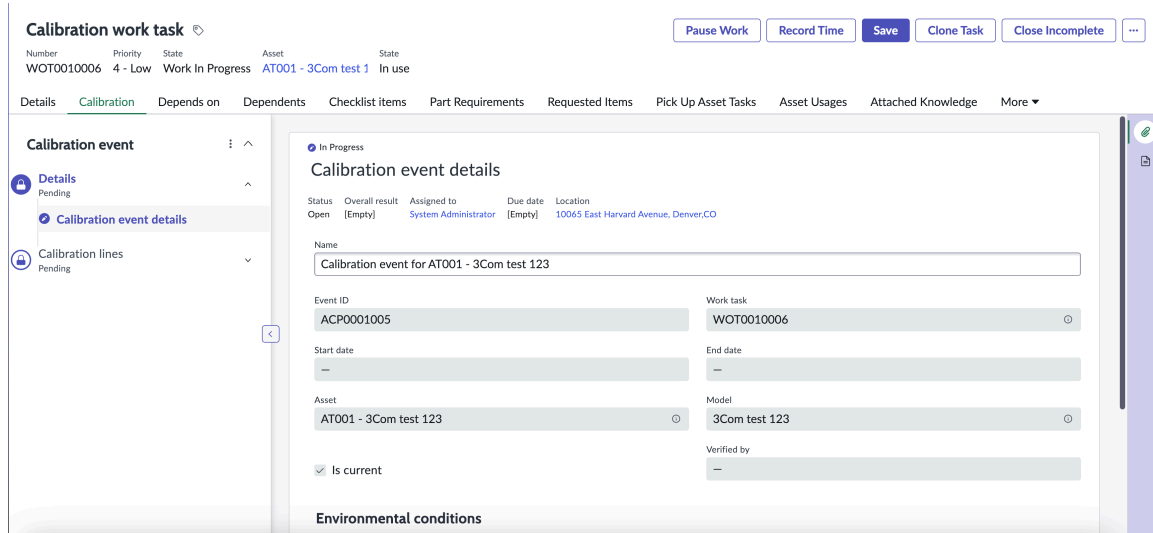 Calibration work task
Pause Work
Record Time
Save
Clone Task
Close Incomplete
Number
Priority
State
Asset
State
WOT0010006
4 - Low
Work In Progress
AT001 - 3Com test 1
In use
Details
Calibration
Depends on
Dependents
Checklist items
Part Requirements
Requested Items
Pick Up Asset Tasks
Asset Usages
Attached Knowledge
More
Calibration event
Details
Pending
Calibration event details
Calibration lines
Pending
In Progress
Calibration event details
Status
Overall result
Assigned to
Due date
Location
Open
[Empty]
System Administrator
[Empty]
10065 East Harvard Avenue, Denver,CO
Name
Calibration event for AT001 - 3Com test 123
Event ID
Work task
ACP0001005
WOT0010006
Start date
End date
—
—
Asset
Model
AT001 - 3Com test 123
3Com test 123
Verified by
Is current
—
Environmental conditions